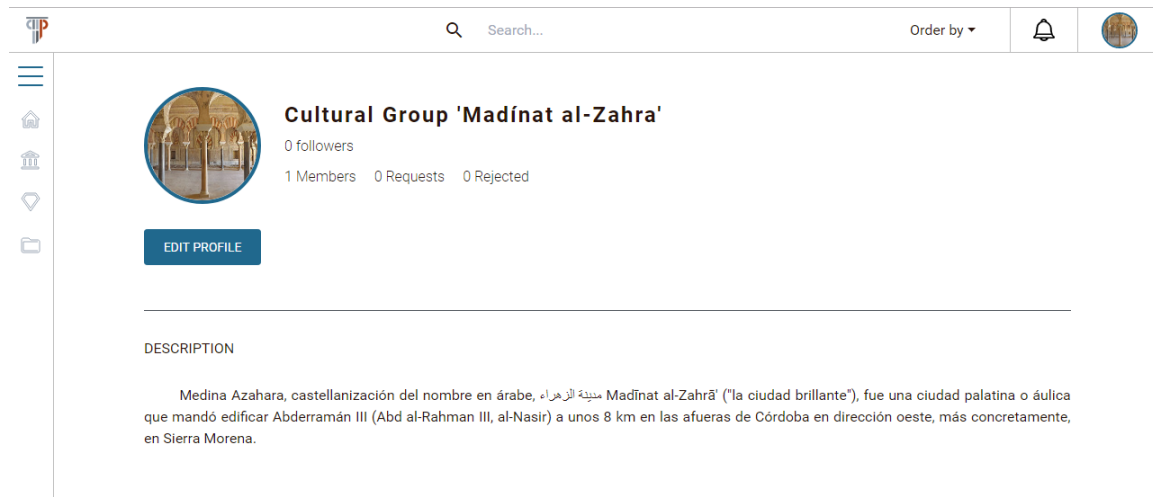 Search...
Order by
Cultural Group 'Madínat al-Zahra'
0 followers
1 Members 0 Requests 0 Rejected
EDIT PROFILE
DESCRIPTION
Medina Azahara, castellanización del nombre en árabe, مدينة الزهراء Madīnat al-Zahrā' ("la ciudad brillante"), fue una ciudad palatina o áulica
que mandó edificar Abderramán III (Abd al-Rahman III, al-Nasir) a unos 8 km en las afueras de Córdoba en dirección oeste, más concretamente,
en Sierra Morena.